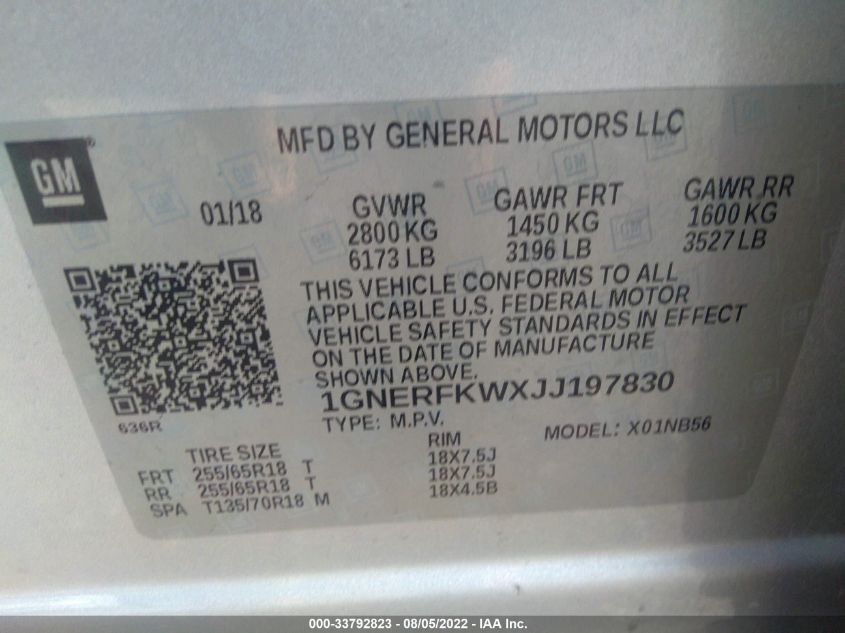 MFD BY GENERAL MOTORS LLC
GM
01/18
GVWR GAWR FRT GAWR RR
2800 KG 1450 KG 1600 KG
6173 LB 3196 LB 3527 LB
THIS VEHICLE CONFORMS TO ALL
APPLICABLE U.S. FEDERAL MOTOR
VEHICLE SAFETY STANDARDS IN EFFECT
ON THE DATE OF MANUFACTURE
SHOWN ABOVE.
1GNERFKWXJJ197830
636R
TYPE: M.P.V. MODEL: X01NB56
TIRE SIZE RIM
FRT 255/65R18 T 18X7.5J
RR 255/65R18 T 18X7.5J
SPA T135/70R18 M 18X4.5B
000-33792823 - 08/05/2022 - IAA Inc.